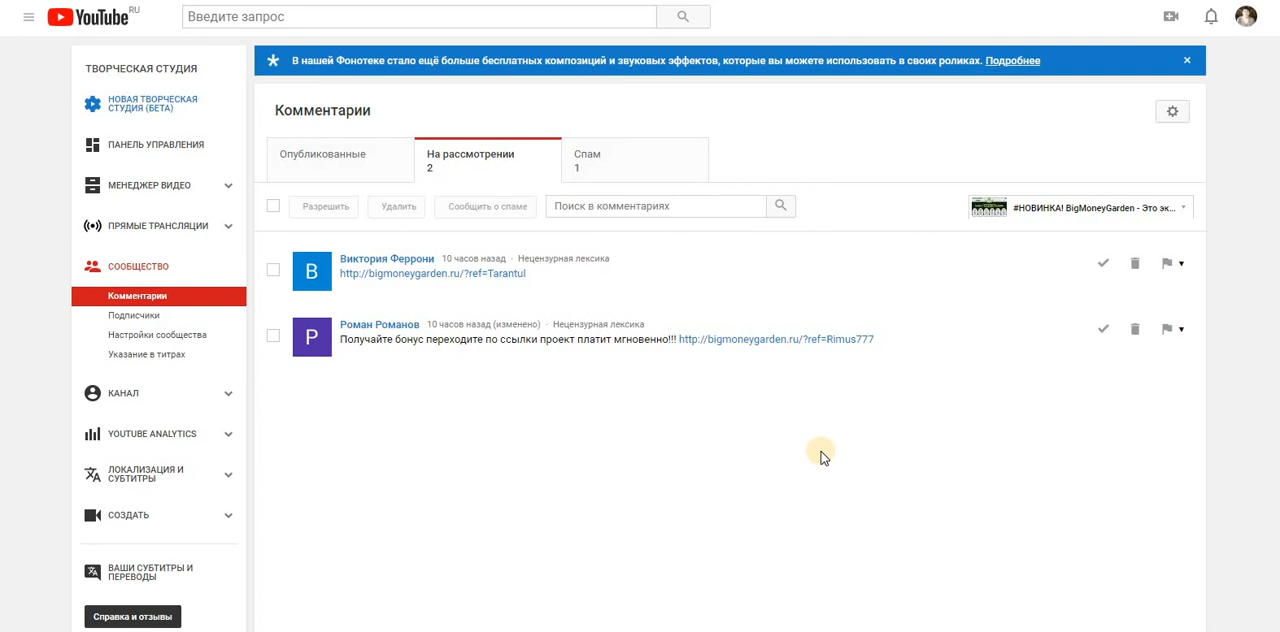 YouTube RU
Введите запрос
ТВОРЧЕСКАЯ СТУДИЯ
НОВАЯ ТВОРЧЕСКАЯ
СТУДИЯ (БЕТА)
ПАНЕЛЬ УПРАВЛЕНИЯ
МЕНЕДЖЕР ВИДЕО
ПРЯМЫЕ ТРАНСЛЯЦИИ
СООБЩЕСТВО
Комментарии
Подписчики
Настройки сообщества
Указание в титрах
КАНАЛ
YOUTUBE ANALYTICS
ЛОКАЛИЗАЦИЯ И
СУБТИТРЫ
СОЗДАТЬ
ВАШИ СУБТИТРЫ И
ПЕРЕВОДЫ
Справка и отзывы
В нашей Фонотеке стало ещё больше бесплатных композиций и звуковых эффектов, которые вы можете использовать в своих роликах. Подробнее
Комментарии
Опубликованные
На рассмотрении
2
Спам
1
Разрешить
Удалить
Сообщить о спаме
Поиск в комментариях
#НОВИНКА! BigMoneyGarden - Это эк...
В
Виктория Феррони 10 часов назад · Нецензурная лексика
http://bigmoneygarden.ru/?ref=Tarantul
Р
Роман Романов 10 часов назад (изменено) · Нецензурная лексика
Получайте бонус переходите по ссылки проект платит мгновенно!!! http://bigmoneygarden.ru/?ref=Rimus777